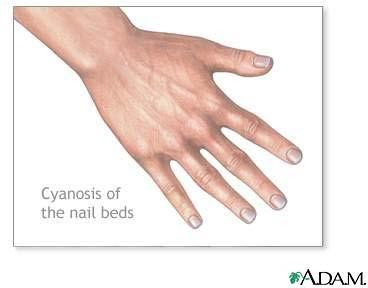 Cyanosis of
the nail beds
A.D.A.M.